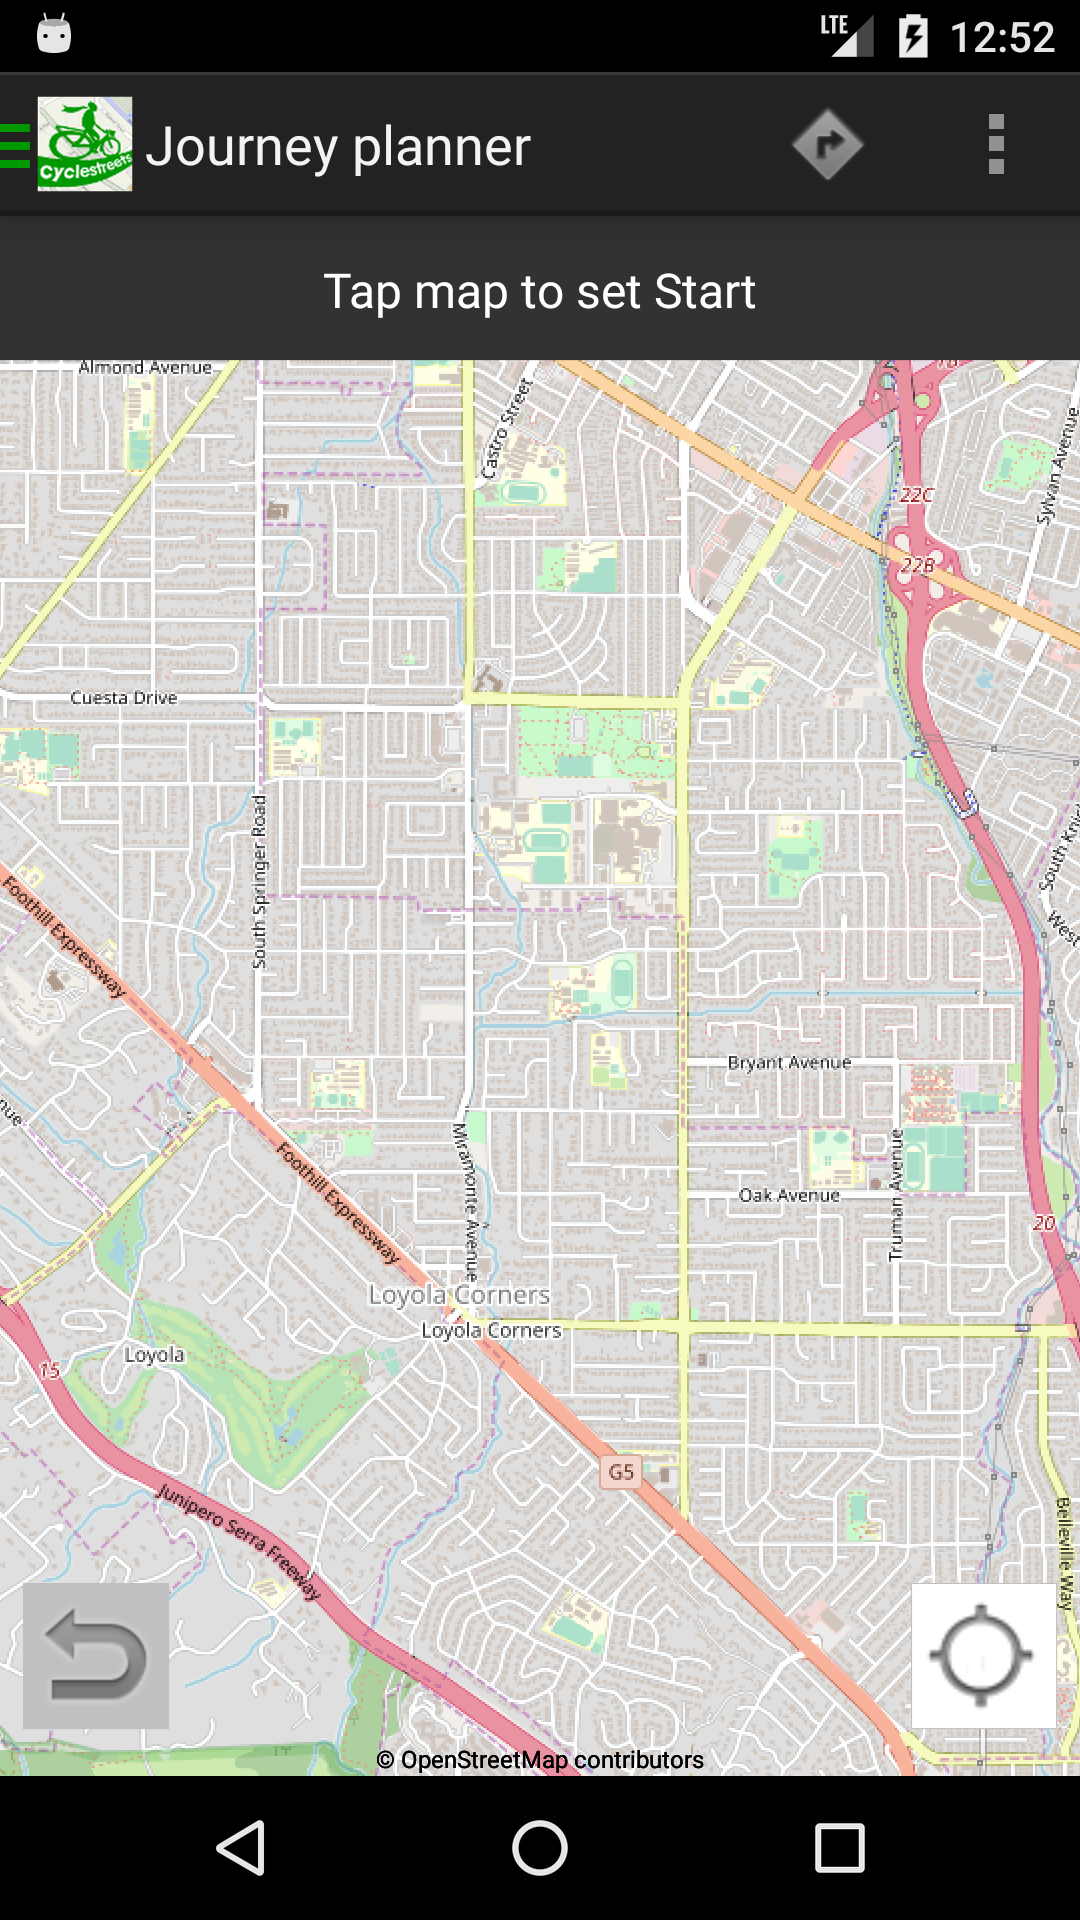 LTE 12:52
cyclestreets Journey planner
Tap map to set Start
Almond Avenue
Castro Street
Sylvan Avenue
22C
22B
Cuesta Drive
South Springer Road
Foothill Expressway
West
Bryant Avenue
Truman Avenue
Oak Avenue
Miramonte Avenue
Foothill Expressway
20
Loyola Corners
Loyola Corners
Loyola
15
G5
Junipero Serra Freeway
Belleville Way
© OpenStreetMap contributors